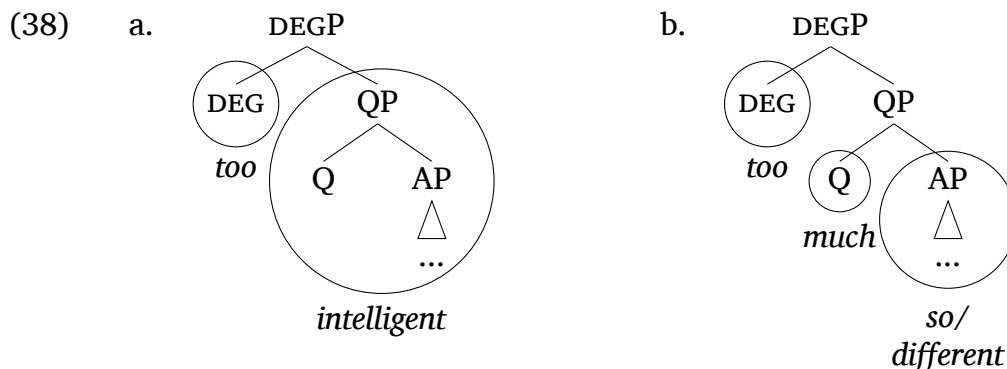 (38) a. DEGP b. DEGP
DEG QP DEG QP
too Q AP too Q AP
much
... ...
intelligent so/
different